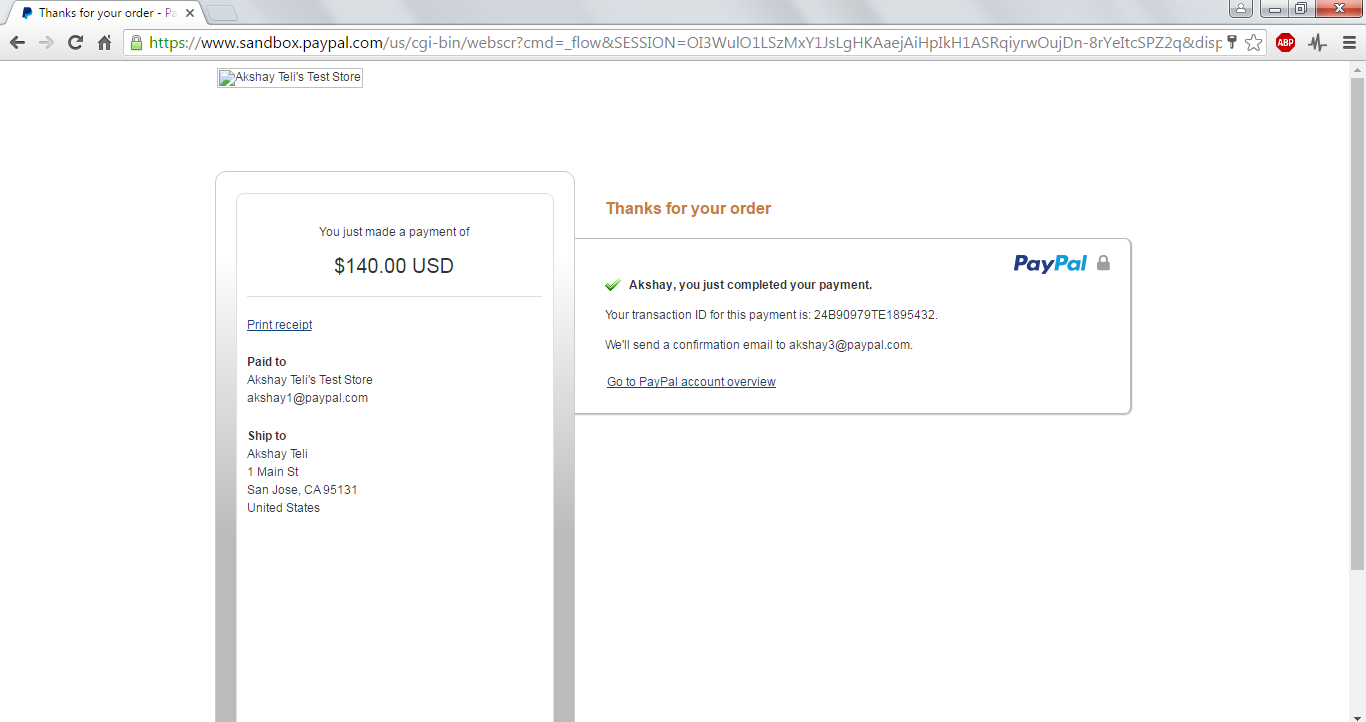 Thanks for your order - Pa
https://www.sandbox.paypal.com/us/cgi-bin/webscr?cmd=_flow&SESSION=OI3WulO1LSzMxY1JsLgHKAaejAiHpIkH1ASRqiyrwOujDn-8rYeItcSPZ2q&disp
ABP
Akshay Teli's Test Store
You just made a payment of
$140.00 USD
Print receipt
Paid to
Akshay Teli's Test Store
akshay1@paypal.com
Ship to
Akshay Teli
1 Main St
San Jose, CA 95131
United States
Thanks for your order
PayPal
Akshay, you just completed your payment.
Your transaction ID for this payment is: 24B90979TE1895432.
We'll send a confirmation email to akshay3@paypal.com.
Go to PayPal account overview